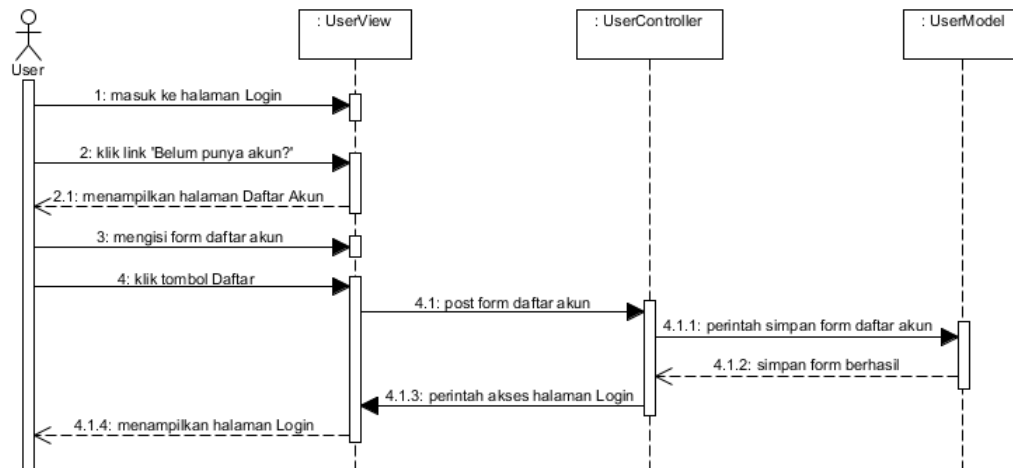 : UserView
: UserController
: UserModel
User
1: masuk ke halaman Login
2: klik link 'Belum punya akun?'
2.1: menampilkan halaman Daftar Akun
3: mengisi form daftar akun
4: klik tombol Daftar
4.1: post form daftar akun
4.1.1: perintah simpan form daftar akun
4.1.2: simpan form berhasil
4.1.3: perintah akses halaman Login
4.1.4: menampilkan halaman Login